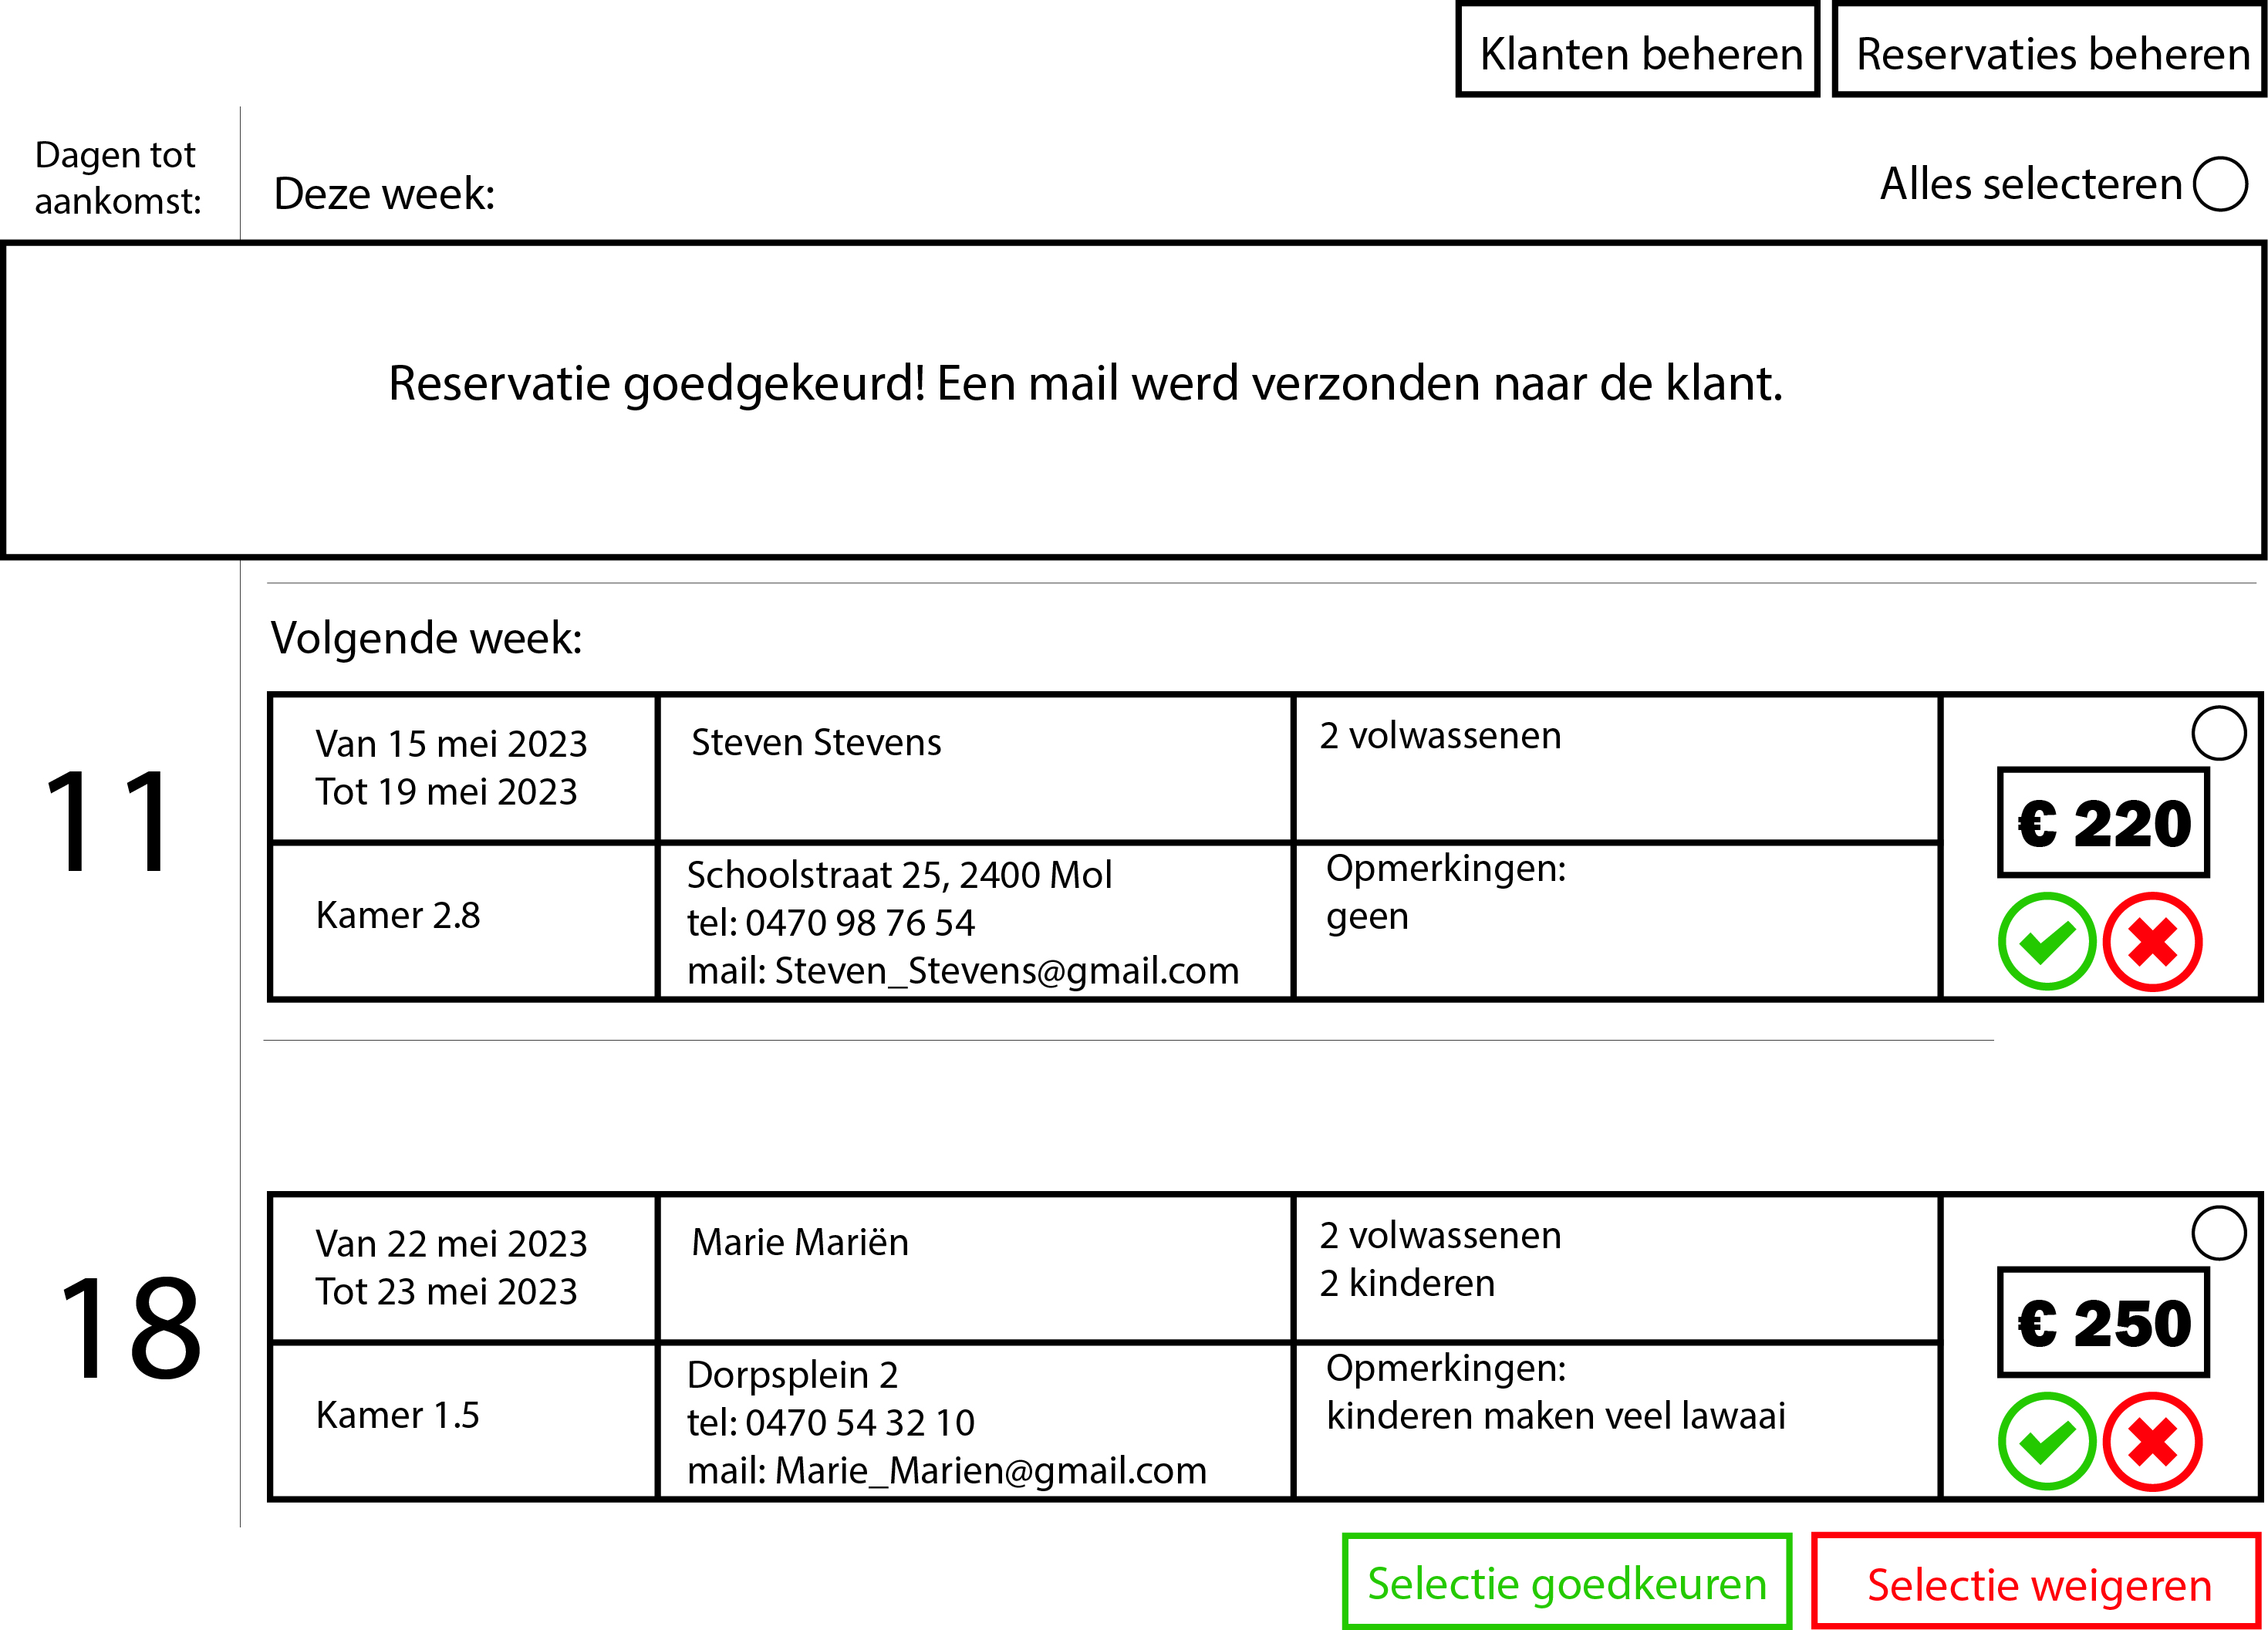 Klanten beheren
Reservaties beheren
Dagen tot
aankomst:
Deze week:
Alles selecteren
Reservatie goedgekeurd! Een mail werd verzonden naar de klant.
Volgende week:
11
Van 15 mei 2023
Tot 19 mei 2023
Steven Stevens
2 volwassenen
€ 220
Kamer 2.8
Schoolstraat 25, 2400 Mol
tel: 0470 98 76 54
mail: Steven_Stevens@gmail.com
Opmerkingen:
geen
18
Van 22 mei 2023
Tot 23 mei 2023
Marie Mariën
2 volwassenen
2 kinderen
€ 250
Kamer 1.5
Dorpsplein 2
tel: 0470 54 32 10
mail: Marie_Marien@gmail.com
Opmerkingen:
kinderen maken veel lawaai
Selectie goedkeuren
Selectie weigeren